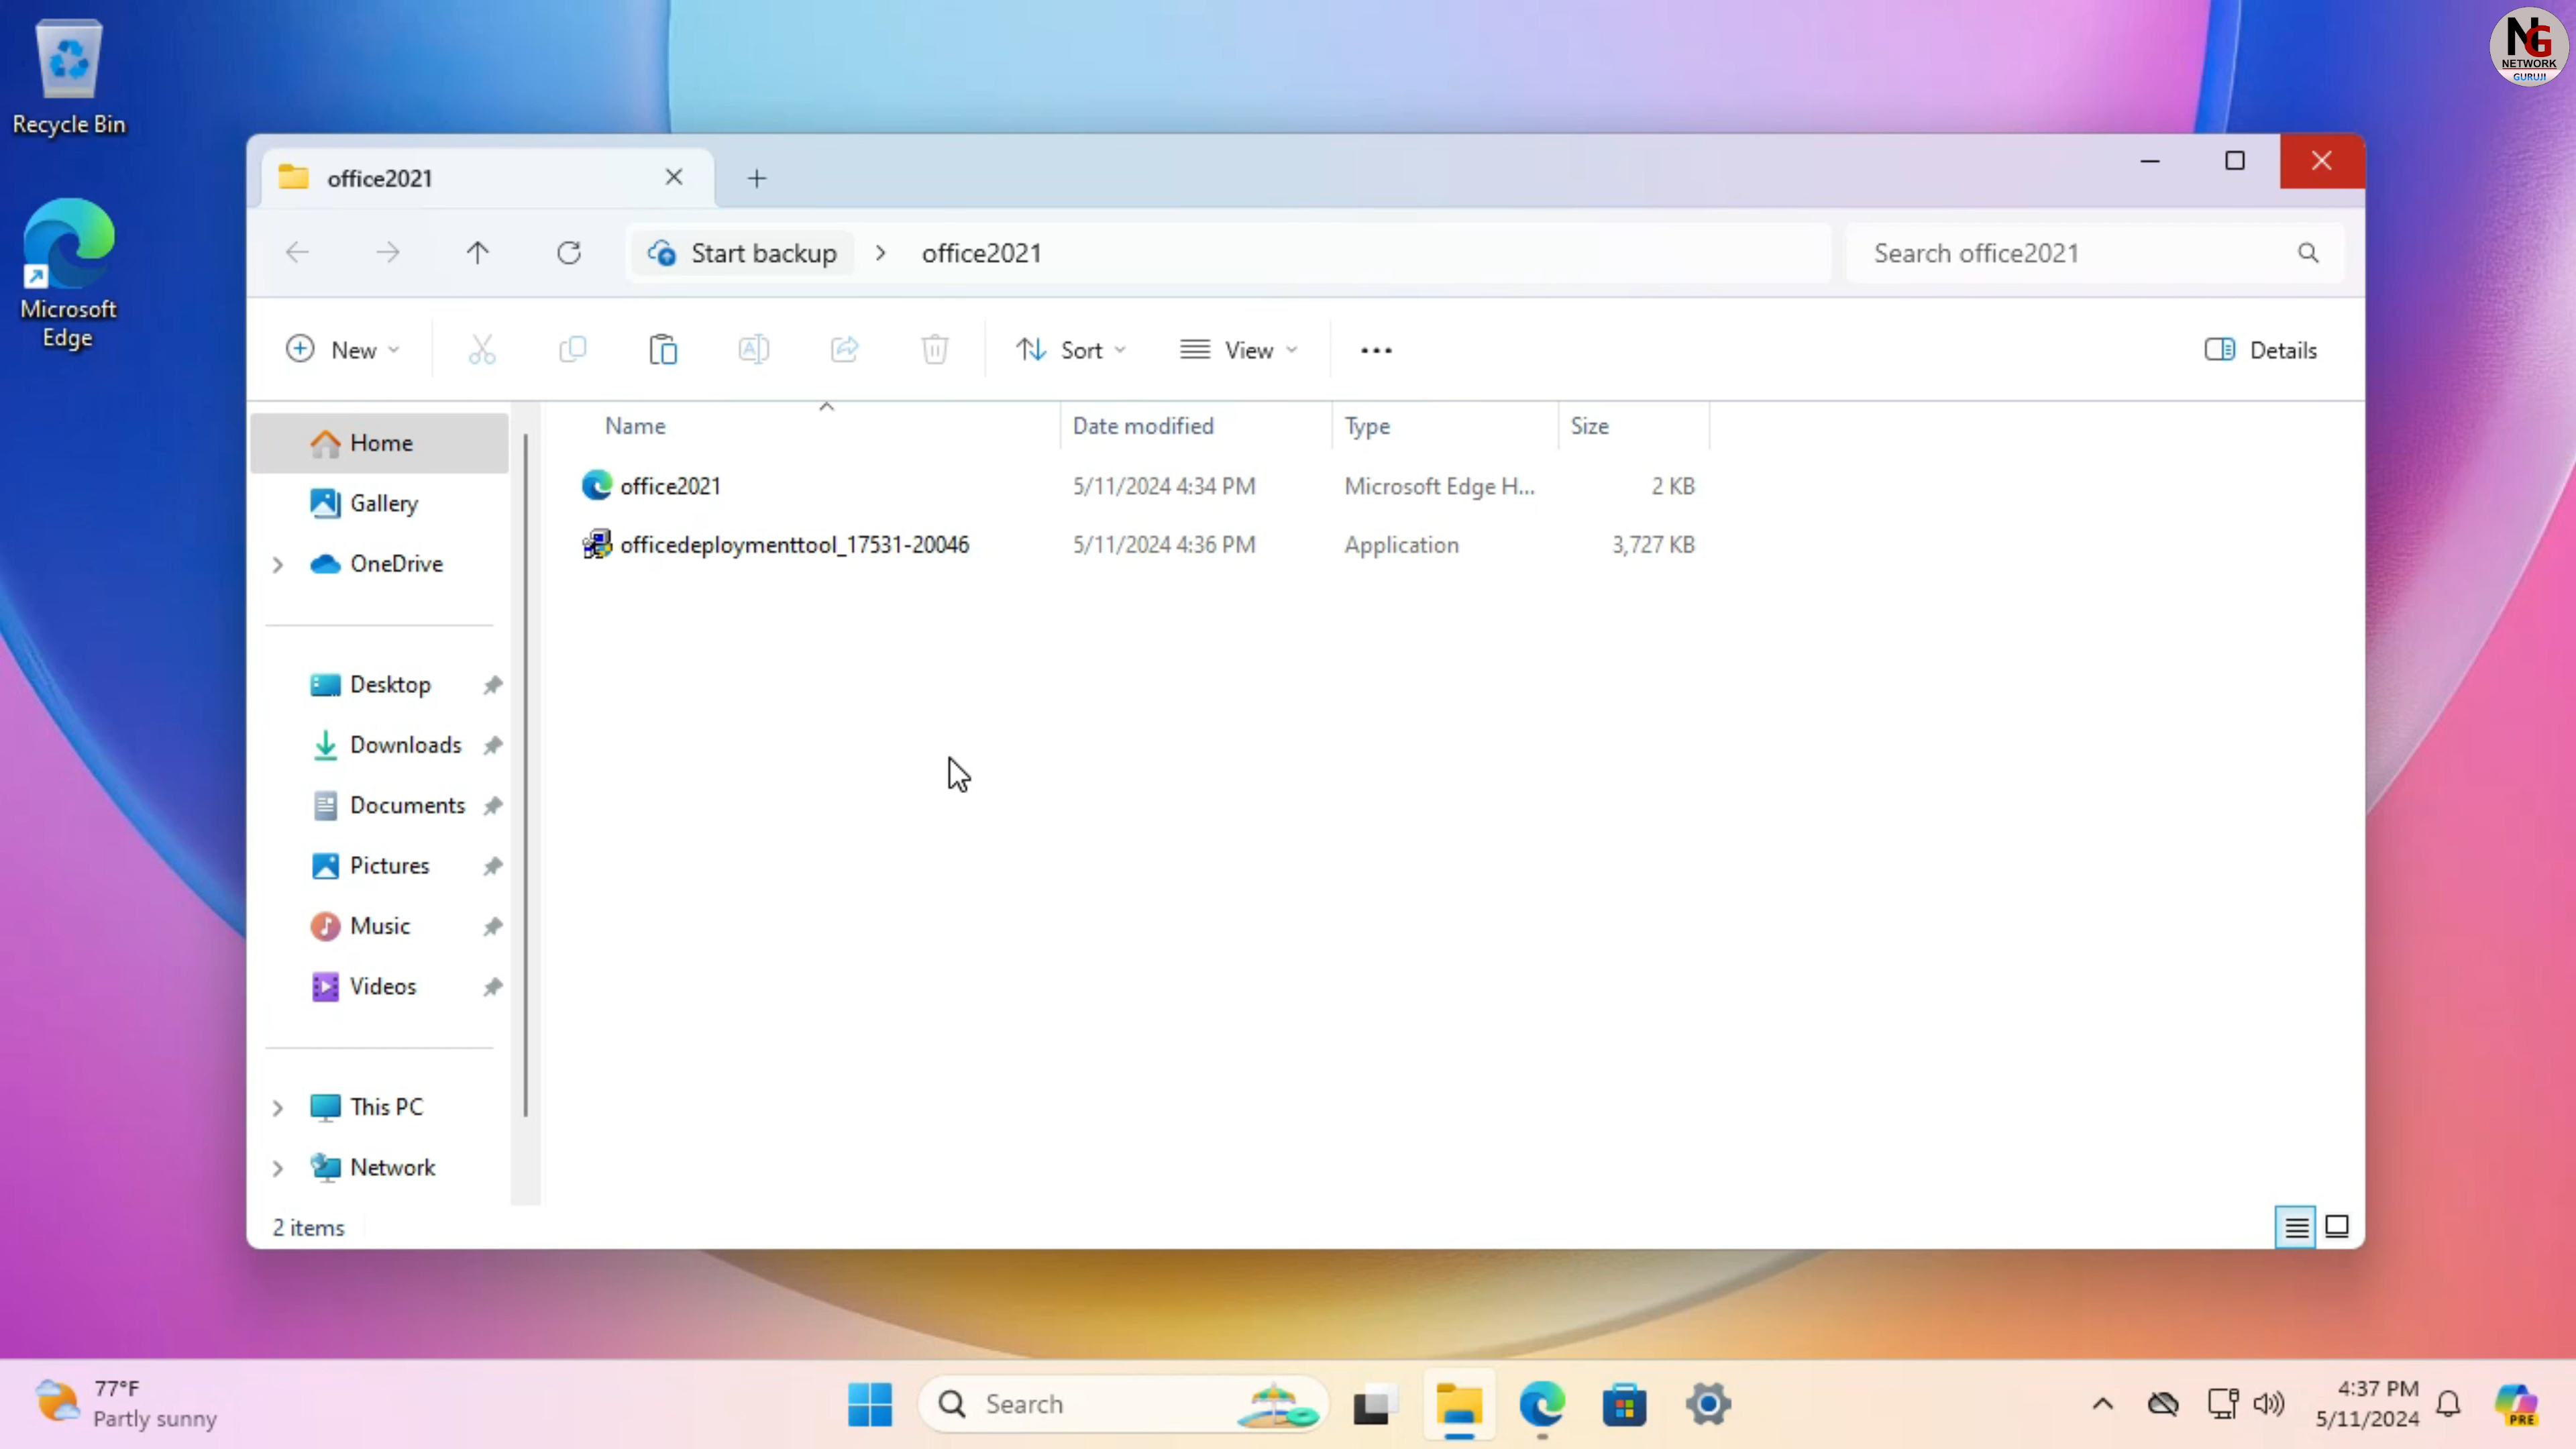 Recycle Bin
Microsoft
Edge
NG
NETWORK
GURUJI
office2021
Start backup
office2021
Search office2021
New
Sort
View
Details
Name
Date modified
Type
Size
office2021
5/11/2024 4:34 PM
Microsoft Edge H...
2 KB
officedeploymenttool_17531-20046
5/11/2024 4:36 PM
Application
3,727 KB
Home
Gallery
OneDrive
Desktop
Downloads
Documents
Pictures
Music
Videos
This PC
Network
2 items
77°F
Partly sunny
Search
4:37 PM
5/11/2024
PRE